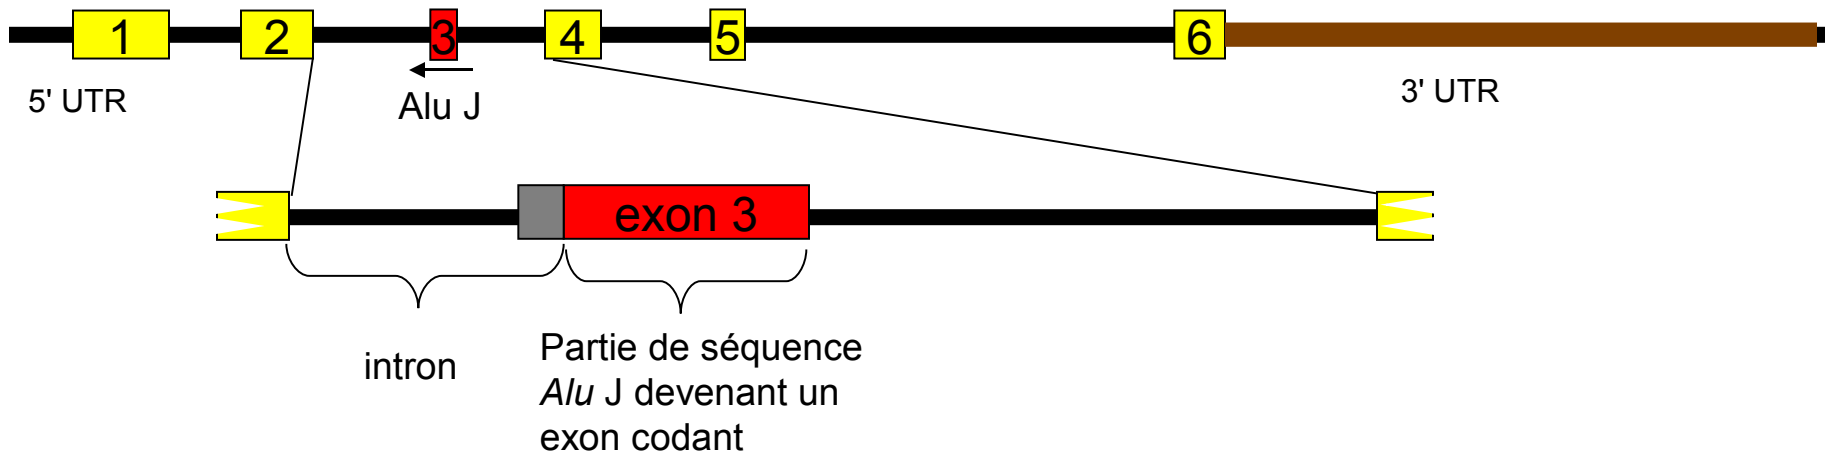 1 2 3 4 5 6
5' UTR
Alu J
3' UTR
exon 3
intron
Partie de séquence
Alu J devenant un
exon codant